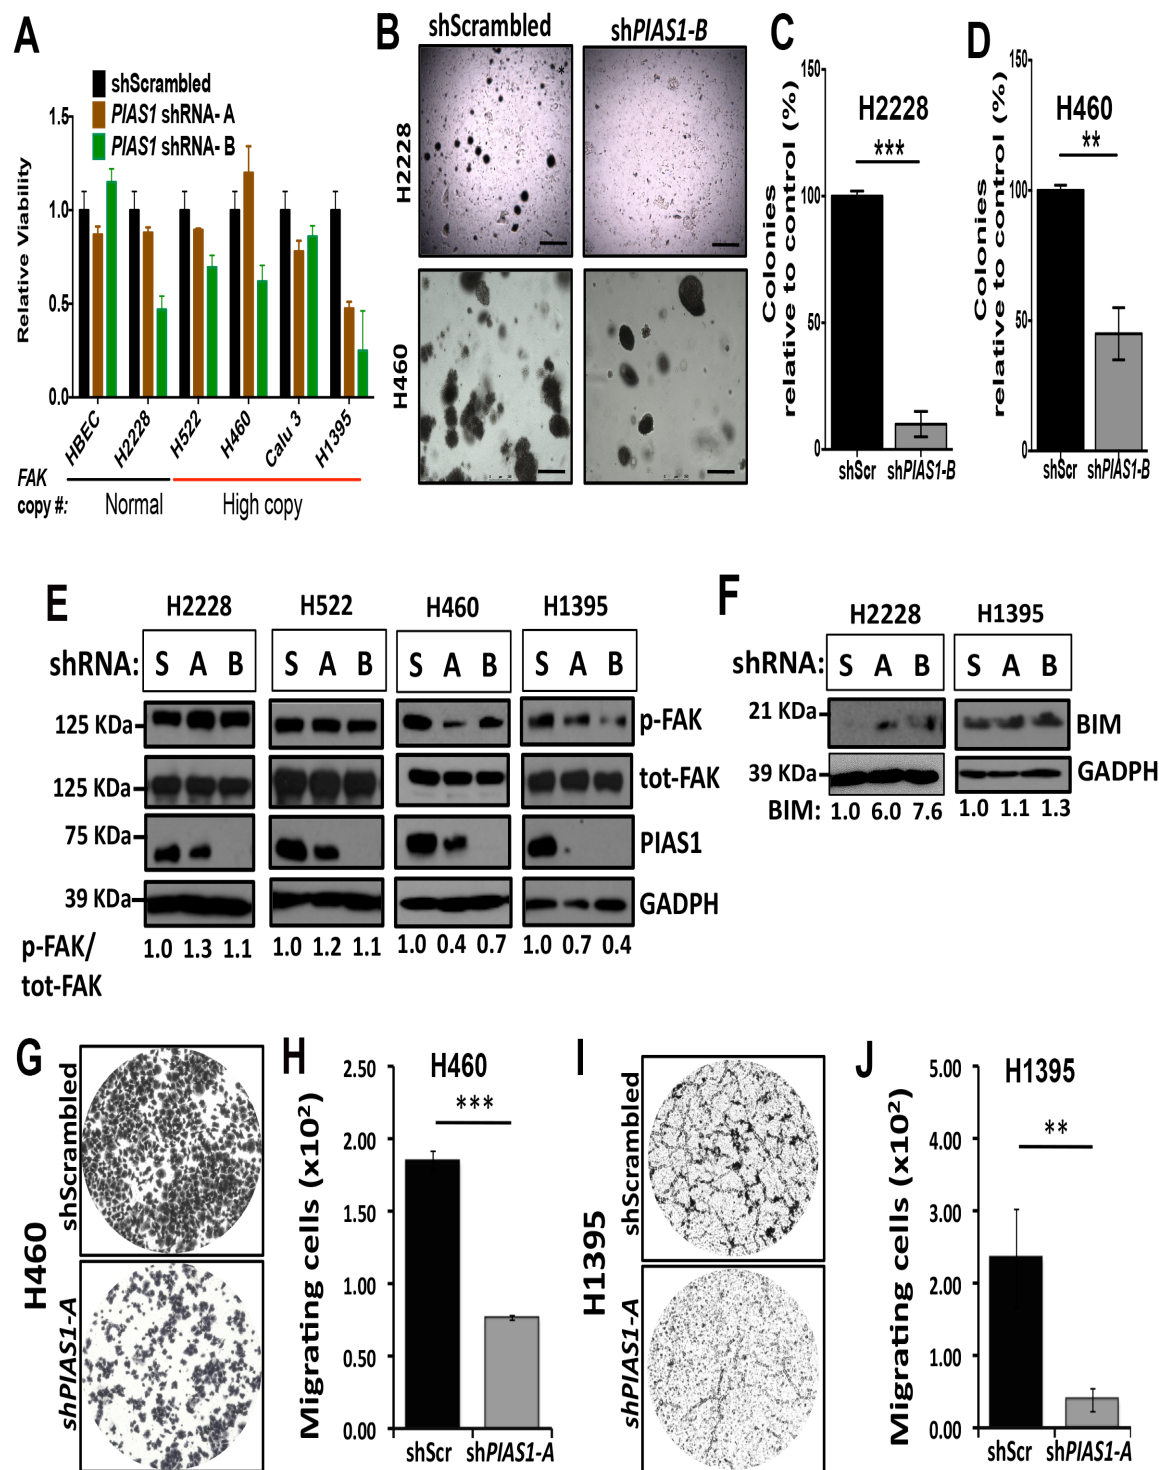 A
shScrambled
PIAS1 shRNA- A
PIAS1 shRNA- B
Relative Viability
1.5
1.0
0.5
0.0
HBEC
H2228
H522
H460
Calu 3
H1395
FAK
copy #:
Normal
High copy
B
shScrambled
shPIAS1-B
H2228
*
H460
C
Colonies
relative to control (%)
150
100
50
0
H2228
***
shScr
shPIAS1-B
D
Colonies
relative to control (%)
150
100
50
0
H460
**
shScr
shPIAS1-B
E
H2228 H522 H460 H1395
shRNA: S A B S A B S A B S A B
125 KDa p-FAK
125 KDa tot-FAK
75 KDa PIAS1
39 KDa GADPH
p-FAK/
tot-FAK
1.0 1.3 1.1 1.0 1.2 1.1 1.0 0.4 0.7 1.0 0.7 0.4
F
H2228 H1395
shRNA: S A B S A B
21 KDa BIM
39 KDa GADPH
BIM: 1.0 6.0 7.6 1.0 1.1 1.3
G
H460
shScrambled
shPIAS1-A
H
Migrating cells (x10²)
2.50
2.00
1.50
1.00
0.50
0.00
H460
***
shScr
shPIAS1-A
I
H1395
shScrambled
shPIAS1-A
J
Migrating cells (x10²)
5.00
4.00
3.00
2.00
1.00
0.00
H1395
**
shScr
shPIAS1-A